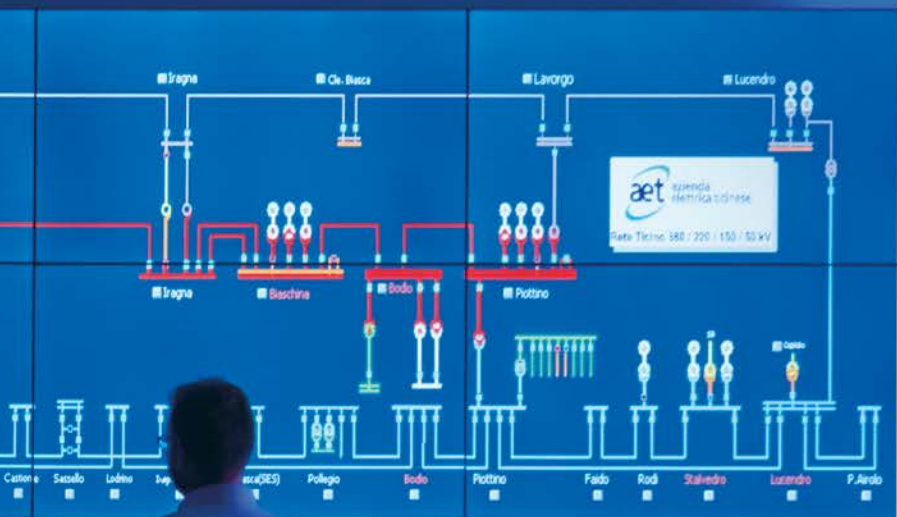 Iragna
Cle. Biasca
Lavorgo
Lucendro
aet azienda
elettrica ticinese
Rete Ticino 380 / 220 / 150 / 50 kV
Iragna
Biaschina
Bodio
Piottino
Castione
Sassello
Lodrino
Pollegio
Bodio
Piottino
Faido
Rodi
Stalvedro
Lucendro
P.Airolo